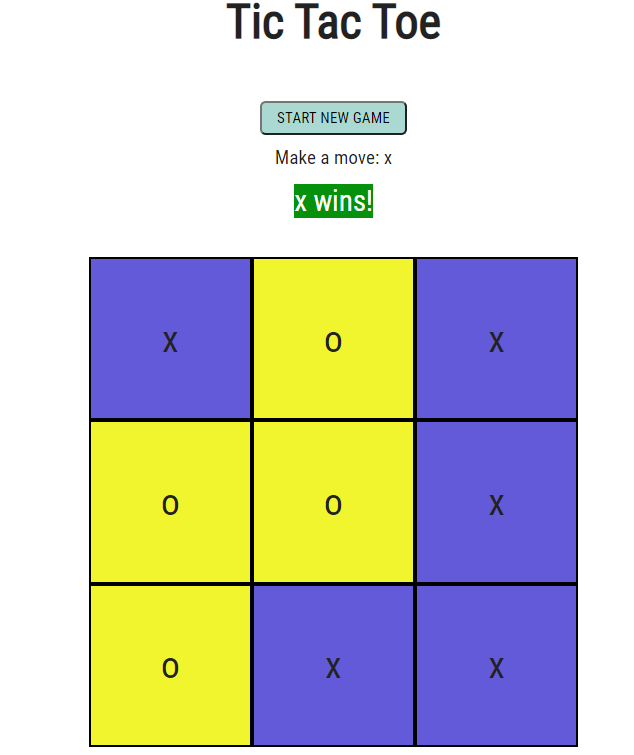 Tic Tac Toe
START NEW GAME
Make a move: x
x wins!
x o x
o o x
o x x